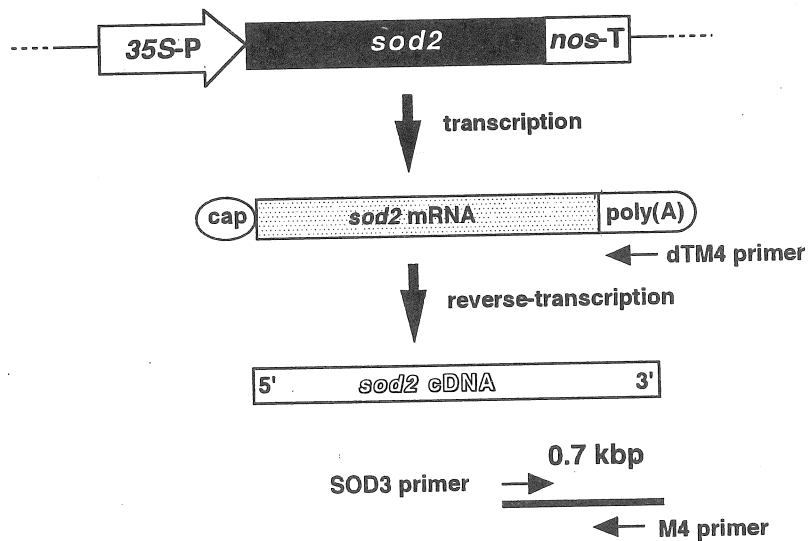 35S-P sod2 nos-T
transcription
cap sod2 mRNA poly(A)
dTM4 primer
reverse-transcription
5' sod2 cDNA 3'
0.7 kbp
SOD3 primer
M4 primer